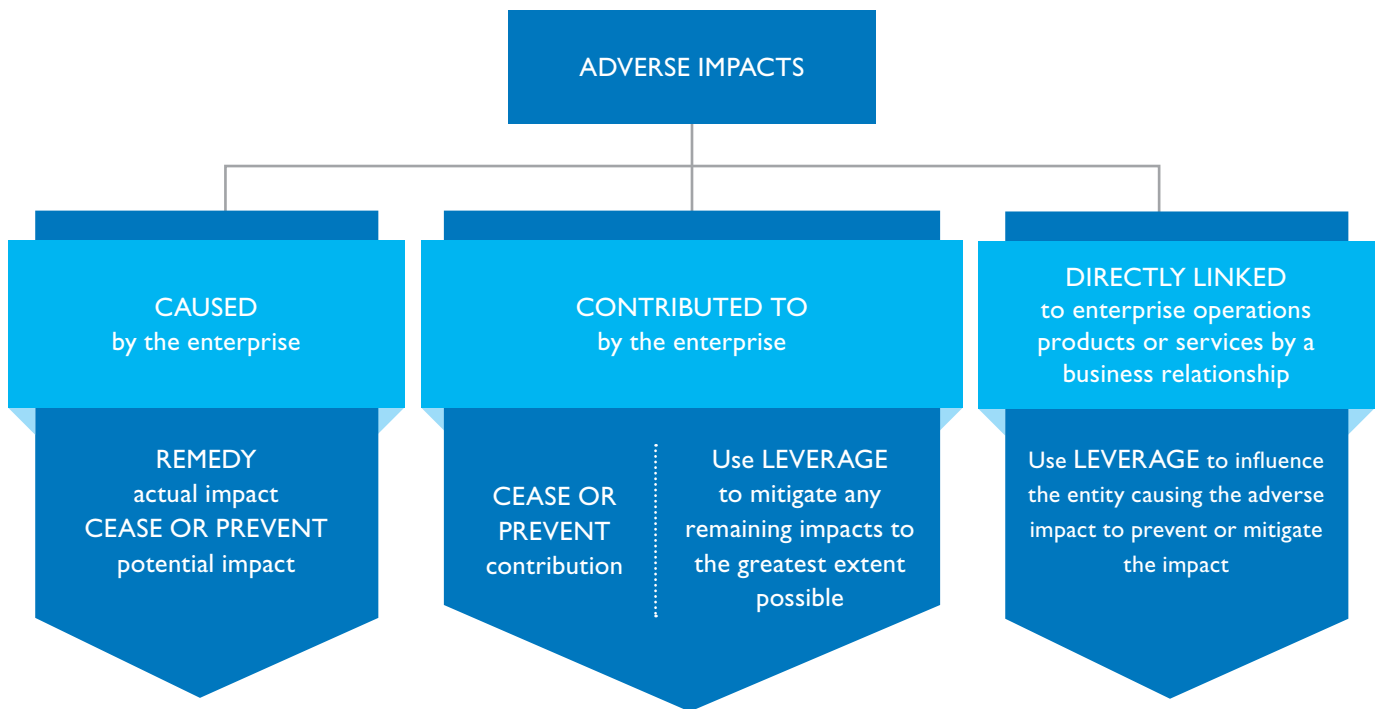 ADVERSE IMPACTS
CAUSED
by the enterprise
REMEDY
actual impact
CEASE OR PREVENT
potential impact
CONTRIBUTED TO
by the enterprise
CEASE OR
PREVENT
contribution
Use LEVERAGE
to mitigate any
remaining impacts to
the greatest extent
possible
DIRECTLY LINKED
to enterprise operations
products or services by a
business relationship
Use LEVERAGE to influence
the entity causing the adverse
impact to prevent or mitigate
the impact